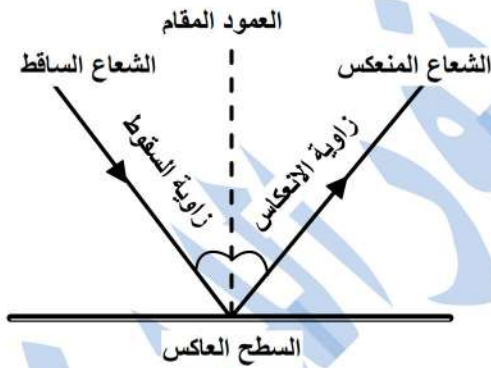 العمود المقام
الشعاع المنعكس
الشعاع الساقط
زاوية السقوط
زاوية الانعكاس
السطح العاكس